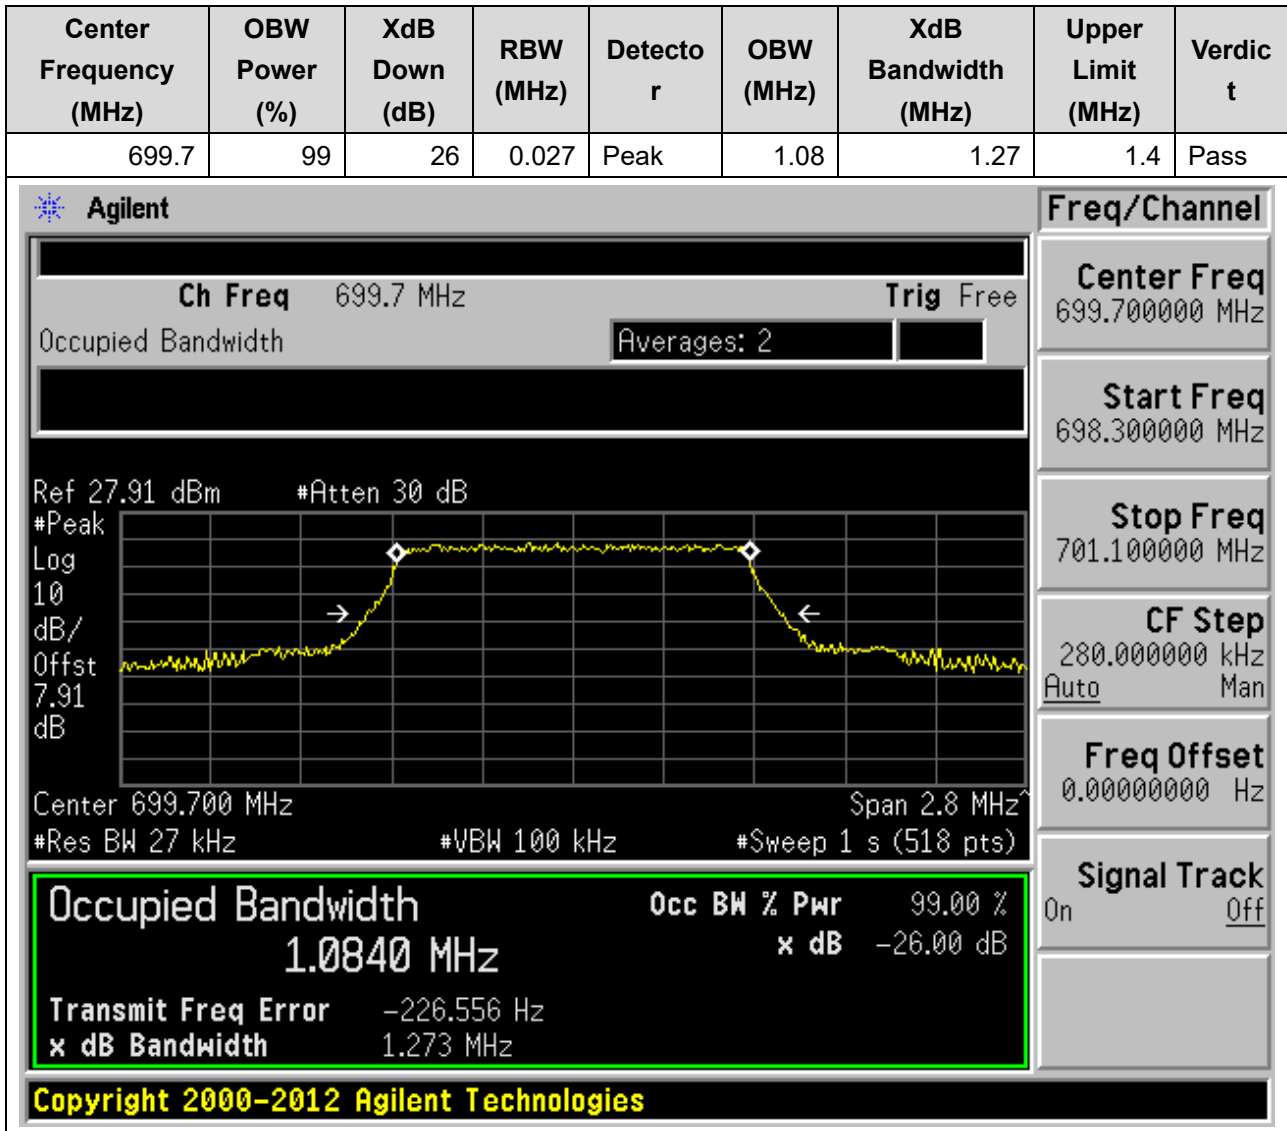 Center Frequency (MHz) OBW Power (%) XdB Down (dB) RBW (MHz) Detecto r OBW (MHz) XdB Bandwidth (MHz) Upper Limit (MHz) Verdic t
699.7 99 26 0.027 Peak 1.08 1.27 1.4 Pass
Agilent
Freq/Channel
Ch Freq 699.7 MHz Trig Free
Occupied Bandwidth Averages: 2
Center Freq
699.700000 MHz
Start Freq
698.300000 MHz
Stop Freq
701.100000 MHz
CF Step
280.000000 kHz
Auto Man
Freq Offset
0.00000000 Hz
Signal Track
On Off
Ref 27.91 dBm #Atten 30 dB
#Peak
Log
10
dB/
Offst
7.91
dB
Center 699.700 MHz Span 2.8 MHz^
#Res BW 27 kHz #VBW 100 kHz #Sweep 1 s (518 pts)
Occupied Bandwidth Occ BW % Pwr 99.00 %
1.0840 MHz x dB -26.00 dB
Transmit Freq Error -226.556 Hz
x dB Bandwidth 1.273 MHz
Copyright 2000-2012 Agilent Technologies